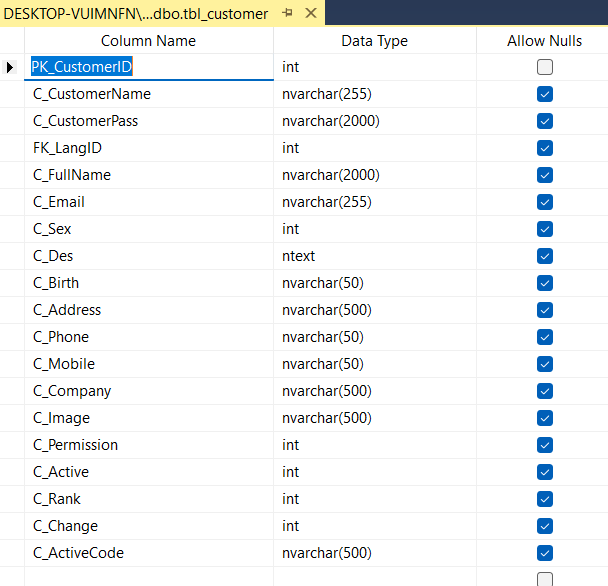 DESKTOP-VUIMNFN\...dbo.tbl_customer
Column Name Data Type Allow Nulls
PK_CustomerID int
C_CustomerName nvarchar(255)
C_CustomerPass nvarchar(2000)
FK_LangID int
C_FullName nvarchar(2000)
C_Email nvarchar(255)
C_Sex int
C_Des ntext
C_Birth nvarchar(50)
C_Address nvarchar(500)
C_Phone nvarchar(50)
C_Mobile nvarchar(50)
C_Company nvarchar(500)
C_Image nvarchar(500)
C_Permission int
C_Active int
C_Rank int
C_Change int
C_ActiveCode nvarchar(500)